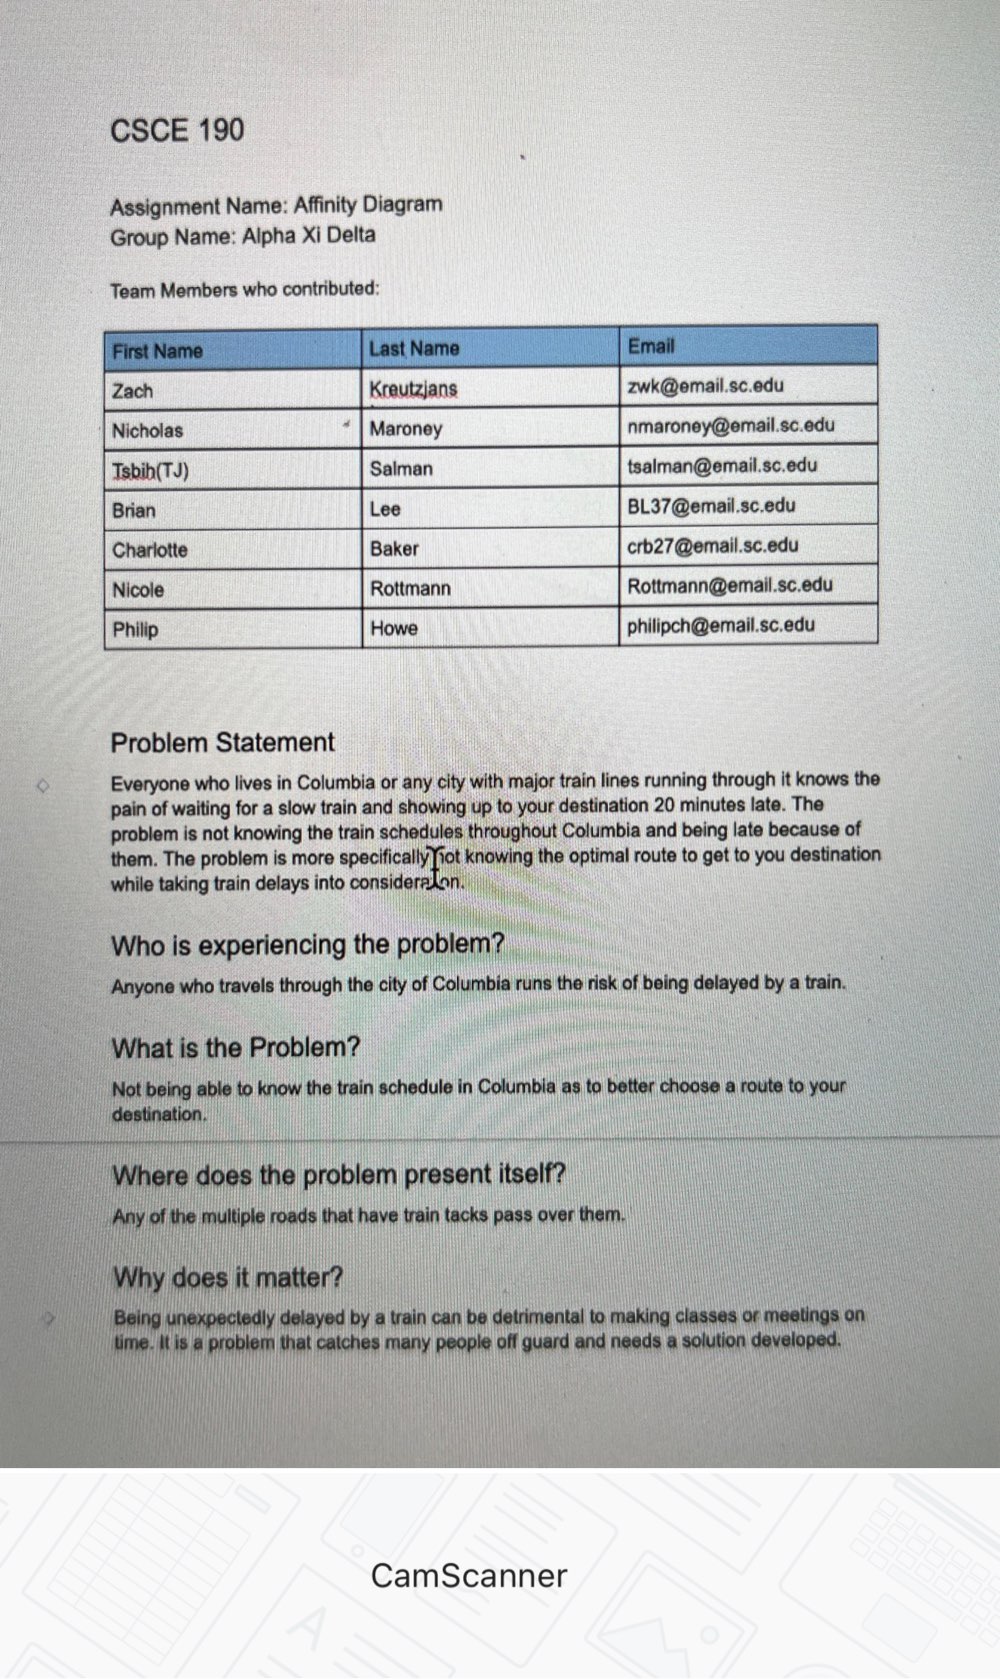 CSCE 190
Assignment Name: Affinity Diagram
Group Name: Alpha Xi Delta
Team Members who contributed:
First Name Last Name Email
Zach Kreutzjans zwk@email.sc.edu
Nicholas Maroney nmaroney@email.sc.edu
Tsbih(TJ) Salman tsalman@email.sc.edu
Brian Lee BL37@email.sc.edu
Charlotte Baker crb27@email.sc.edu
Nicole Rottmann Rottmann@email.sc.edu
Philip Howe philipch@email.sc.edu
Problem Statement
Everyone who lives in Columbia or any city with major train lines running through it knows the
pain of waiting for a slow train and showing up to your destination 20 minutes late. The
problem is not knowing the train schedules throughout Columbia and being late because of
them. The problem is more specifically not knowing the optimal route to get to you destination
while taking train delays into consideration.
Who is experiencing the problem?
Anyone who travels through the city of Columbia runs the risk of being delayed by a train.
What is the Problem?
Not being able to know the train schedule in Columbia as to better choose a route to your
destination.
Where does the problem present itself?
Any of the multiple roads that have train tacks pass over them.
Why does it matter?
Being unexpectedly delayed by a train can be detrimental to making classes or meetings on
time. It is a problem that catches many people off guard and needs a solution developed.
CamScanner